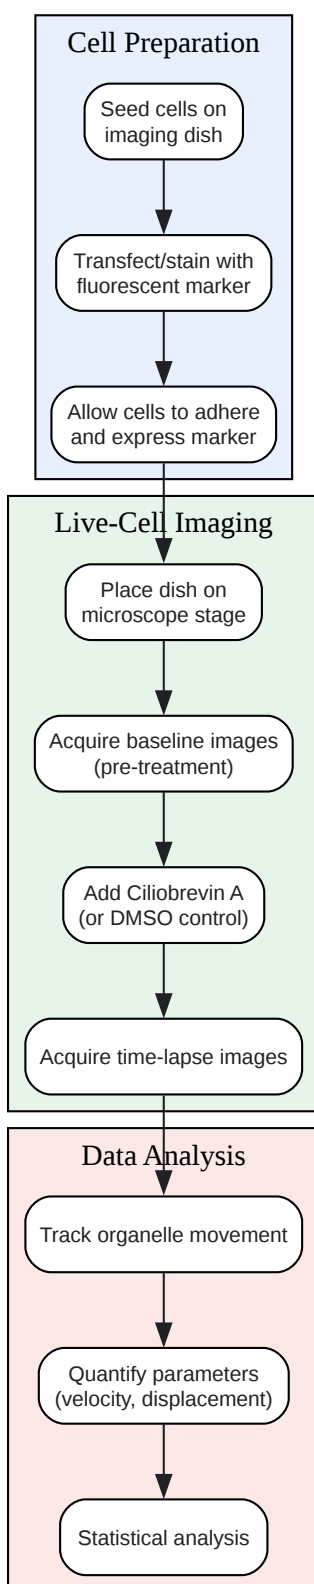 Cell Preparation
Seed cells on
imaging dish
Transfect/stain with
fluorescent marker
Allow cells to adhere
and express marker
Live-Cell Imaging
Place dish on
microscope stage
Acquire baseline images
(pre-treatment)
Add Ciliobrevin A
(or DMSO control)
Acquire time-lapse images
Data Analysis
Track organelle movement
Quantify parameters
(velocity, displacement)
Statistical analysis